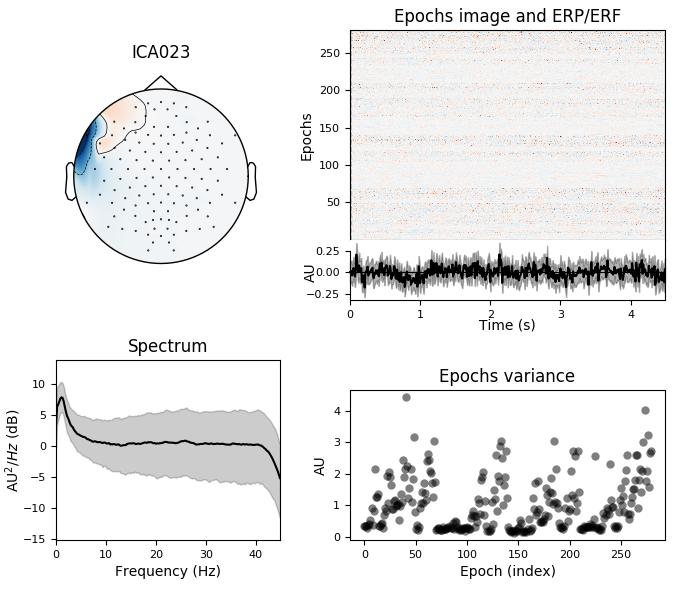 ICA023
Epochs image and ERP/ERF
Epochs
250
200
150
100
50
AU
0.25
0.00
−0.25
0 1 2 3 4
Time (s)
Spectrum
AU²/Hz (dB)
10
5
0
−5
−10
−15
0 10 20 30 40
Frequency (Hz)
Epochs variance
AU
4
3
2
1
0
0 50 100 150 200 250
Epoch (index)